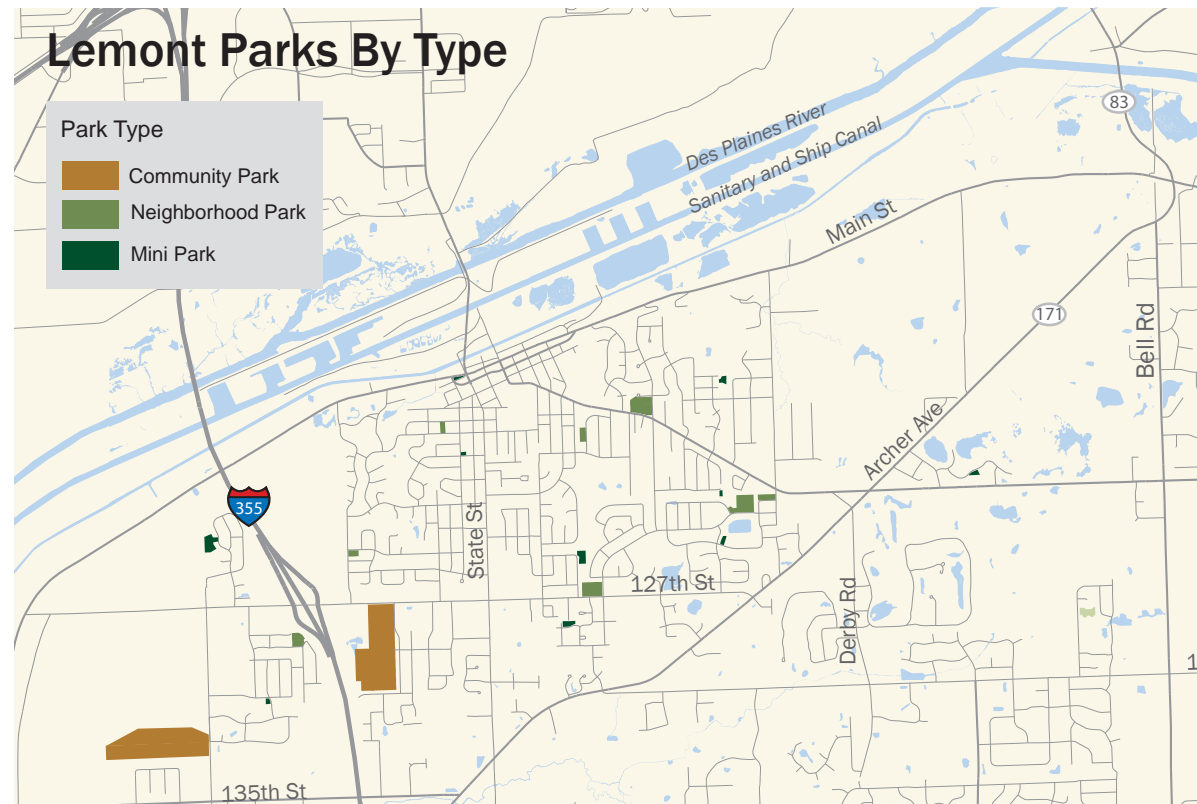 Lemont Parks By Type
Park Type
Community Park
Neighborhood Park
Mini Park
Des Plaines River
Sanitary and Ship Canal
Main St
83
171
Bell Rd
Archer Ave
355
State St
127th St
Derby Rd
1
135th St